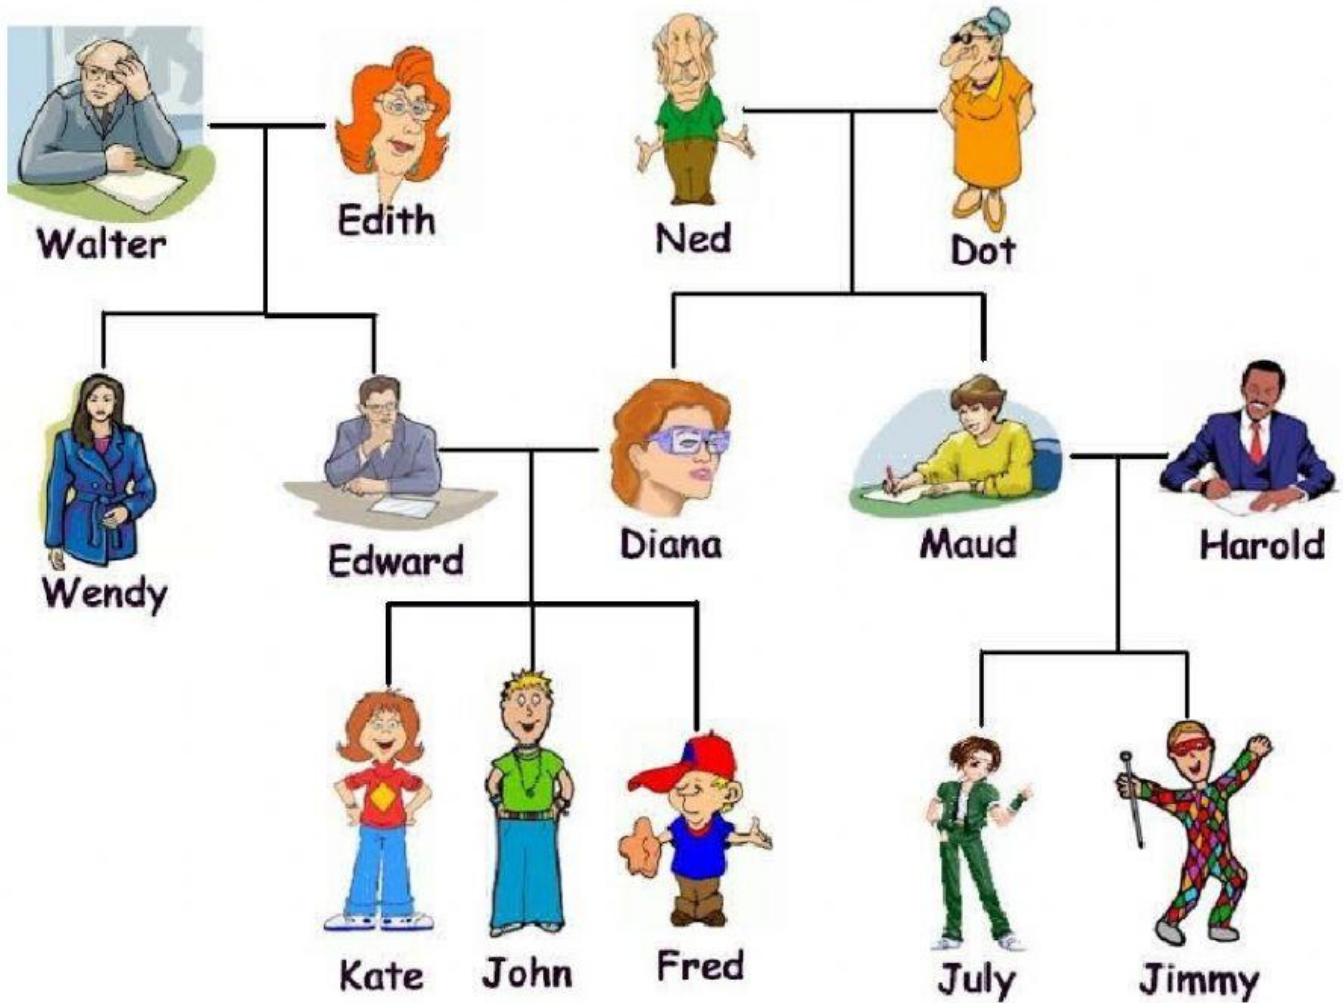 Walter
Edith
Ned
Dot
Wendy
Edward
Diana
Maud
Harold
Kate
John
Fred
July
Jimmy